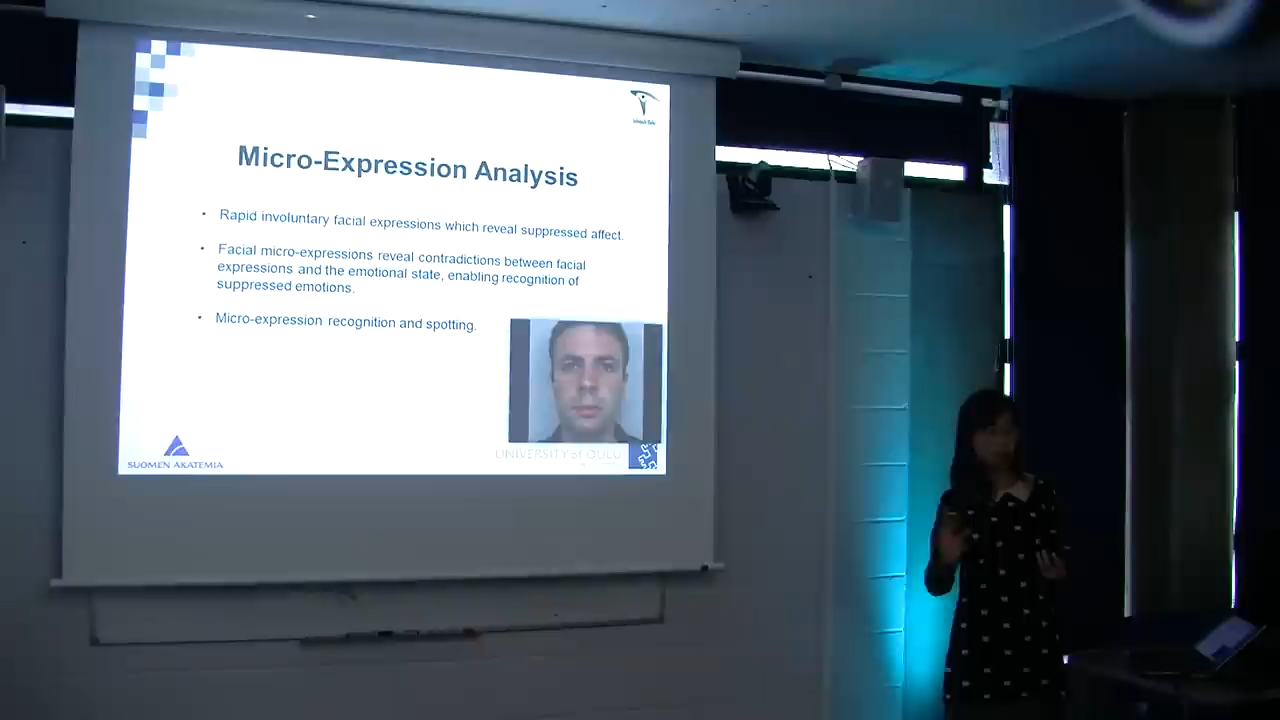 Micro-Expression Analysis
• Rapid involuntary facial expressions which reveal suppressed affect.
• Facial micro-expressions reveal contradictions between facial
expressions and the emotional state, enabling recognition of
suppressed emotions.
• Micro-expression recognition and spotting.
SUOMEN AKATEMIA
UNIVERSITY of OULU